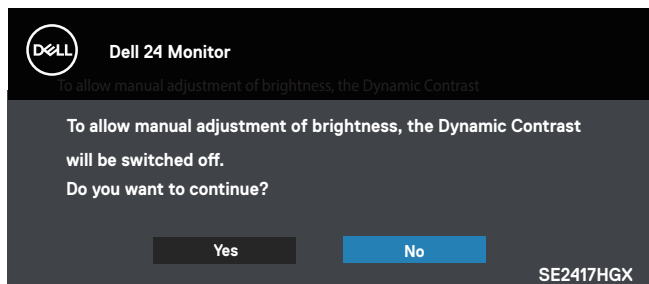 DELL
Dell 24 Monitor
To allow manual adjustment of brightness, the Dynamic Contrast
To allow manual adjustment of brightness, the Dynamic Contrast
will be switched off.
Do you want to continue?
Yes
No
SE2417HGX